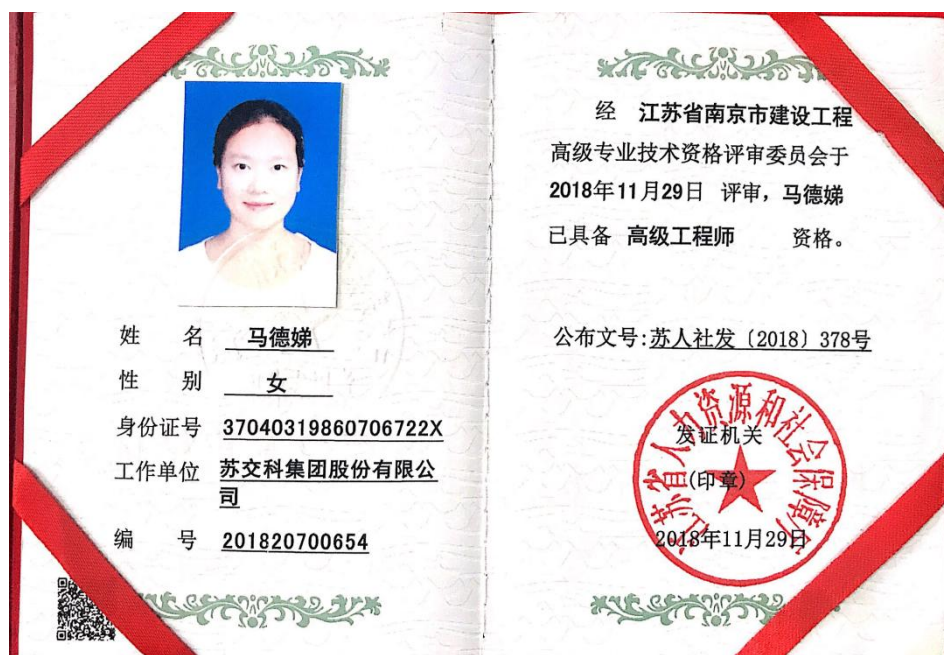 姓 名 马德娣
性 别 女
身份证号 37040319860706722X
工作单位 苏交科集团股份有限公
司
编 号 201820700654
经 江苏省南京市建设工程
高级专业技术资格评审委员会于
2018年11月29日 评审，马德娣
已具备 高级工程师 资格。
公布文号:苏人社发〔2018〕378号
江苏省人力资源和社会保障厅
发证机关
(印章)
2018年11月29日